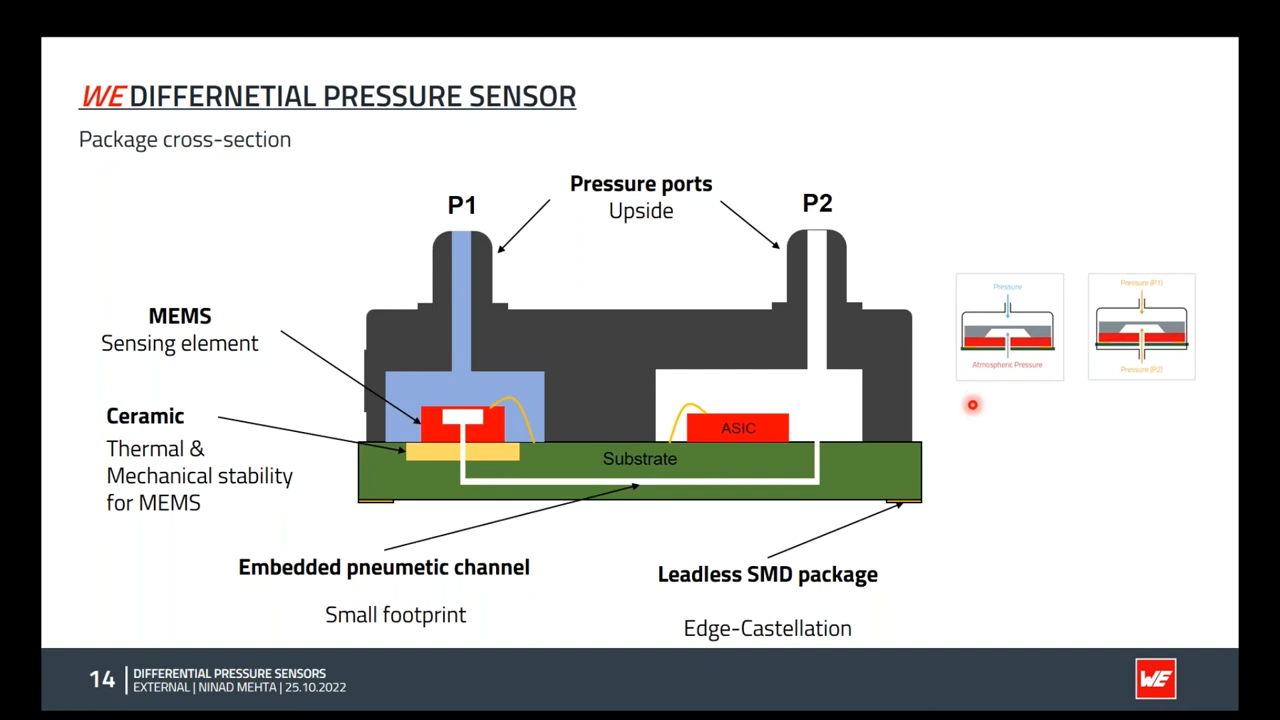 WE DIFFERNETIAL PRESSURE SENSOR
Package cross-section
Pressure ports
Upside
P1
P2
MEMS
Sensing element
Ceramic
Thermal &
Mechanical stability
for MEMS
ASIC
Substrate
Embedded pneumetic channel
Small footprint
Leadless SMD package
Edge-Castellation
Pressure
Atmospheric Pressure
Pressure (P1)
Pressure (P2)
14
DIFFERENTIAL PRESSURE SENSORS
EXTERNAL | NINAD MEHTA | 25.10.2022
WE